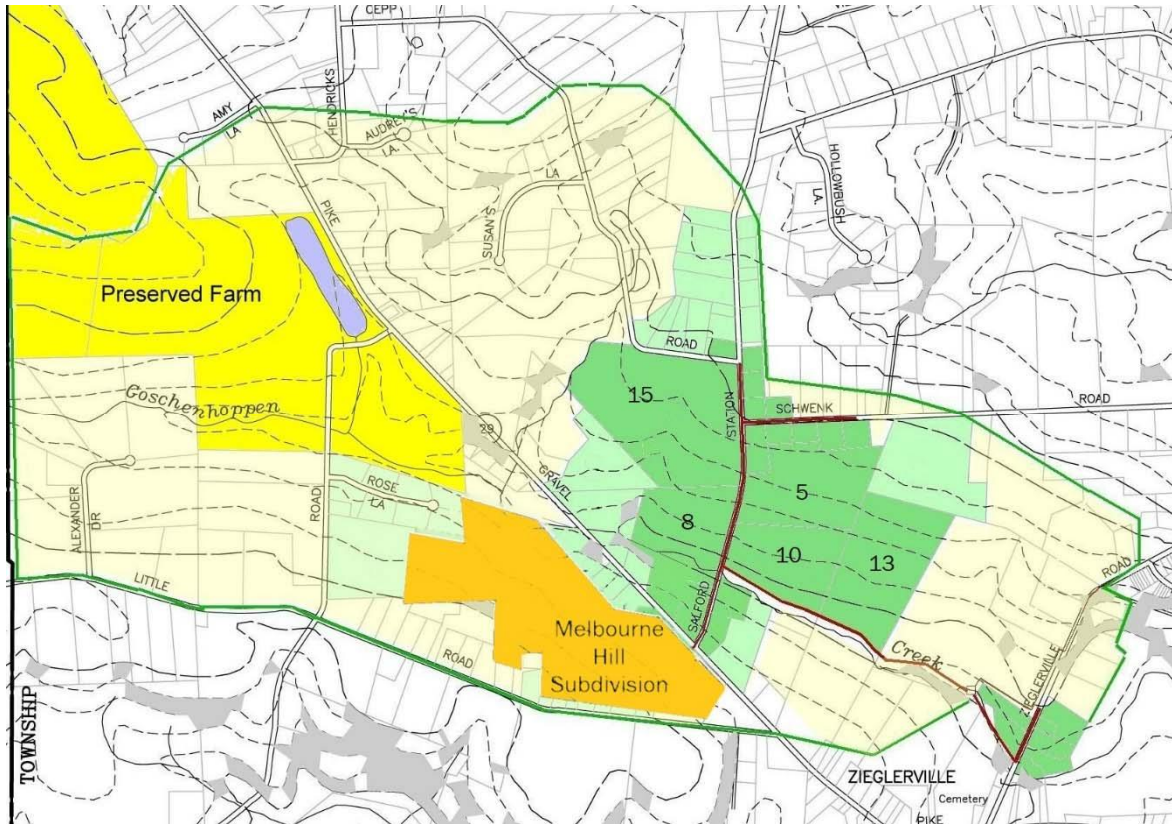 CEPP
AMY
LA
HENDRICKS
AUDREY'S
LA.
PIKE
SUSAN'S
LA
HOLLOWBUSH
LA.
Preserved Farm
ROAD
15
STATION
SCHWENK
ROAD
Goschenhoppen
29
GRAVEL
ALEXANDER
DR
ROSE
LA
ROAD
5
8
10
13
LITTLE
ROAD
SALFORD
Melbourne
Hill
Subdivision
Creek
ROAD
ZIEGLERVILLE
TOWNSHIP
ZIEGLERVILLE
Cemetery
PIKE